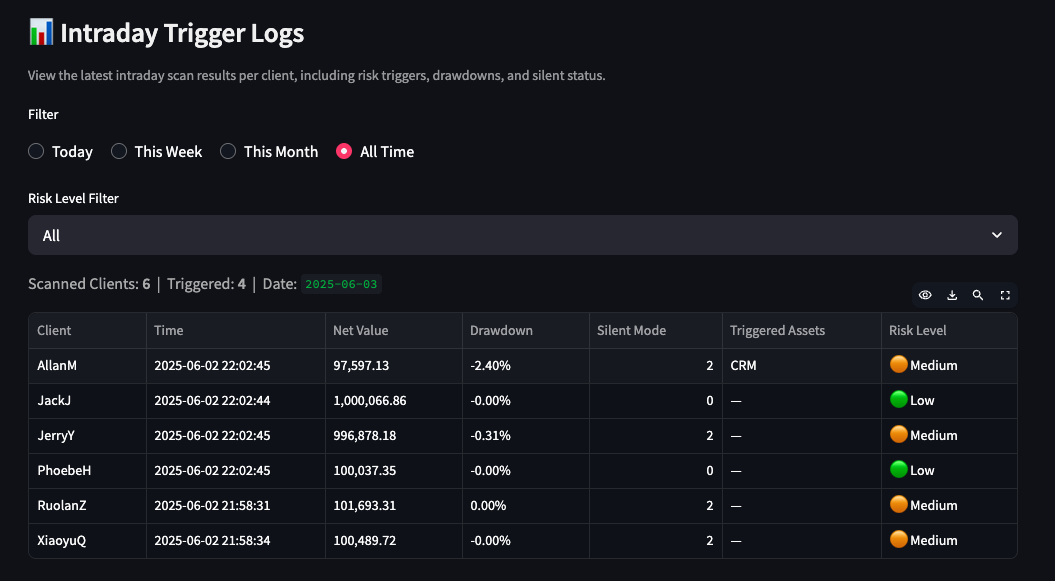 📊 Intraday Trigger Logs
View the latest intraday scan results per client, including risk triggers, drawdowns, and silent status.
Filter
Today This Week This Month All Time
Risk Level Filter
All
Scanned Clients: 6 | Triggered: 4 | Date: 2025-06-03
Client Time Net Value Drawdown Silent Mode Triggered Assets Risk Level
AllanM 2025-06-02 22:02:45 97,597.13 -2.40% 2 CRM 🟠 Medium
JackJ 2025-06-02 22:02:44 1,000,066.86 -0.00% 0 — 🟢 Low
JerryY 2025-06-02 22:02:45 996,878.18 -0.31% 2 — 🟠 Medium
PhoebeH 2025-06-02 22:02:45 100,037.35 -0.00% 0 — 🟢 Low
RuolanZ 2025-06-02 21:58:31 101,693.31 0.00% 2 — 🟠 Medium
XiaoyuQ 2025-06-02 21:58:34 100,489.72 -0.00% 2 — 🟠 Medium